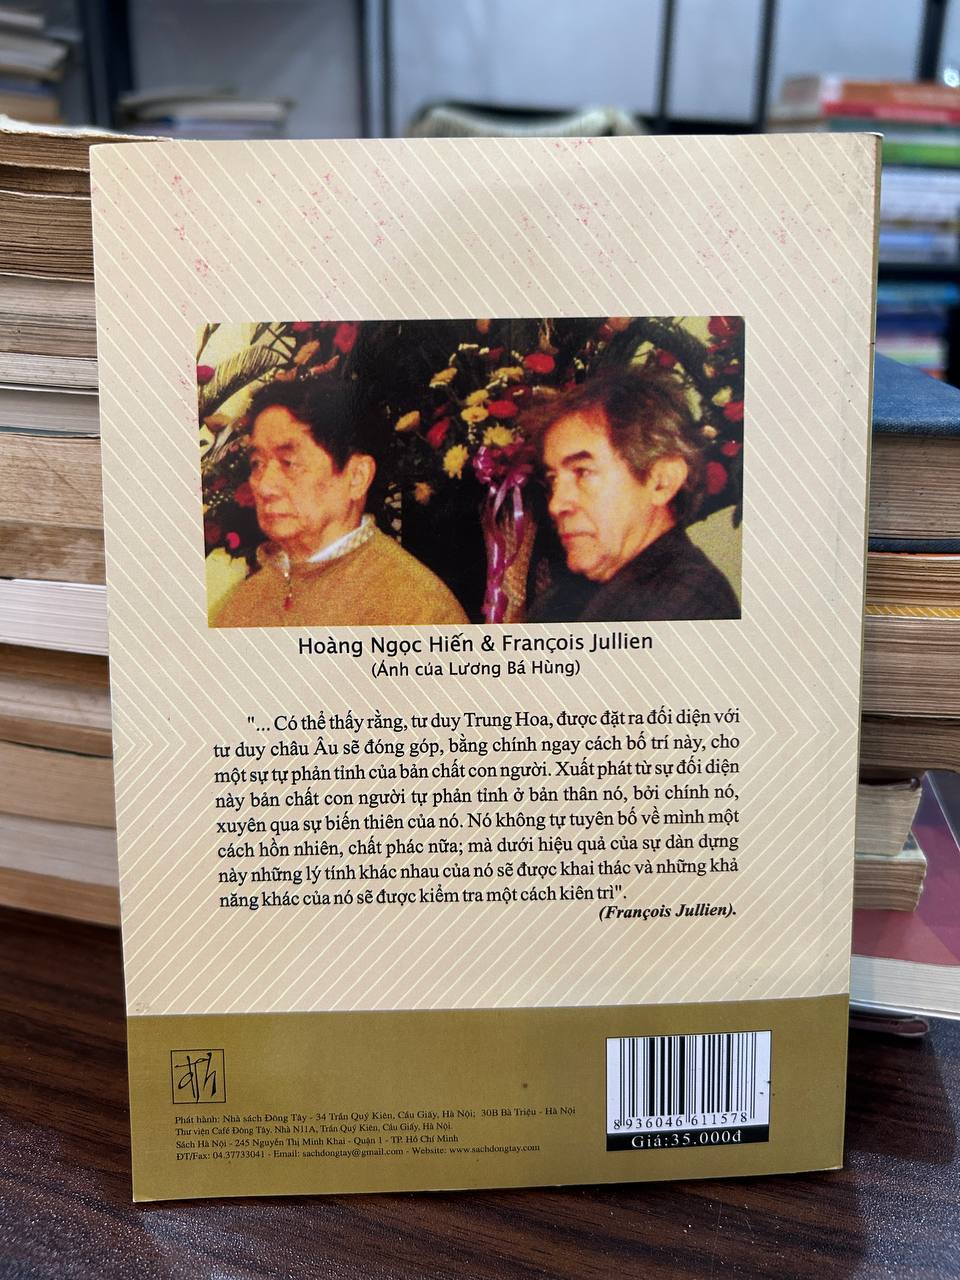 Hoàng Ngọc Hiến & François Jullien
(Ảnh của Lương Bá Hùng)
"... Có thể thấy rằng, tư duy Trung Hoa, được đặt ra đối diện với
tư duy châu Âu sẽ đóng góp, bằng chính ngay cách bố trí này, cho
một sự tự phản tỉnh của bản chất con người. Xuất phát từ sự đối diện
này bản chất con người tự phản tỉnh ở bản thân nó, bởi chính nó,
xuyên qua sự biến thiên của nó. Nó không tự tuyên bố về mình một
cách hồn nhiên, chất phác nữa; mà dưới hiệu quả của sự dàn dựng
này những lý tính khác nhau của nó sẽ được khai thác và những khả
năng khác của nó sẽ được kiểm tra một cách kiên trì".
(François Jullien).
Phát hành: Nhà sách Đông Tây - 34 Trần Quý Kiên, Cầu Giấy, Hà Nội; 30B Bà Triệu - Hà Nội
Thư viện Café Đông Tây, Nhà N11A, Trần Quý Kiên, Cầu Giấy, Hà Nội.
Sách Hà Nội - 245 Nguyễn Thị Minh Khai - Quận 1 - TP. Hồ Chí Minh
ĐT/Fax: 04.37733041 - Email: sachdongtay@gmail.com - Website: www.sachdongtay.com
8 936046 611578
Giá:35.000đ